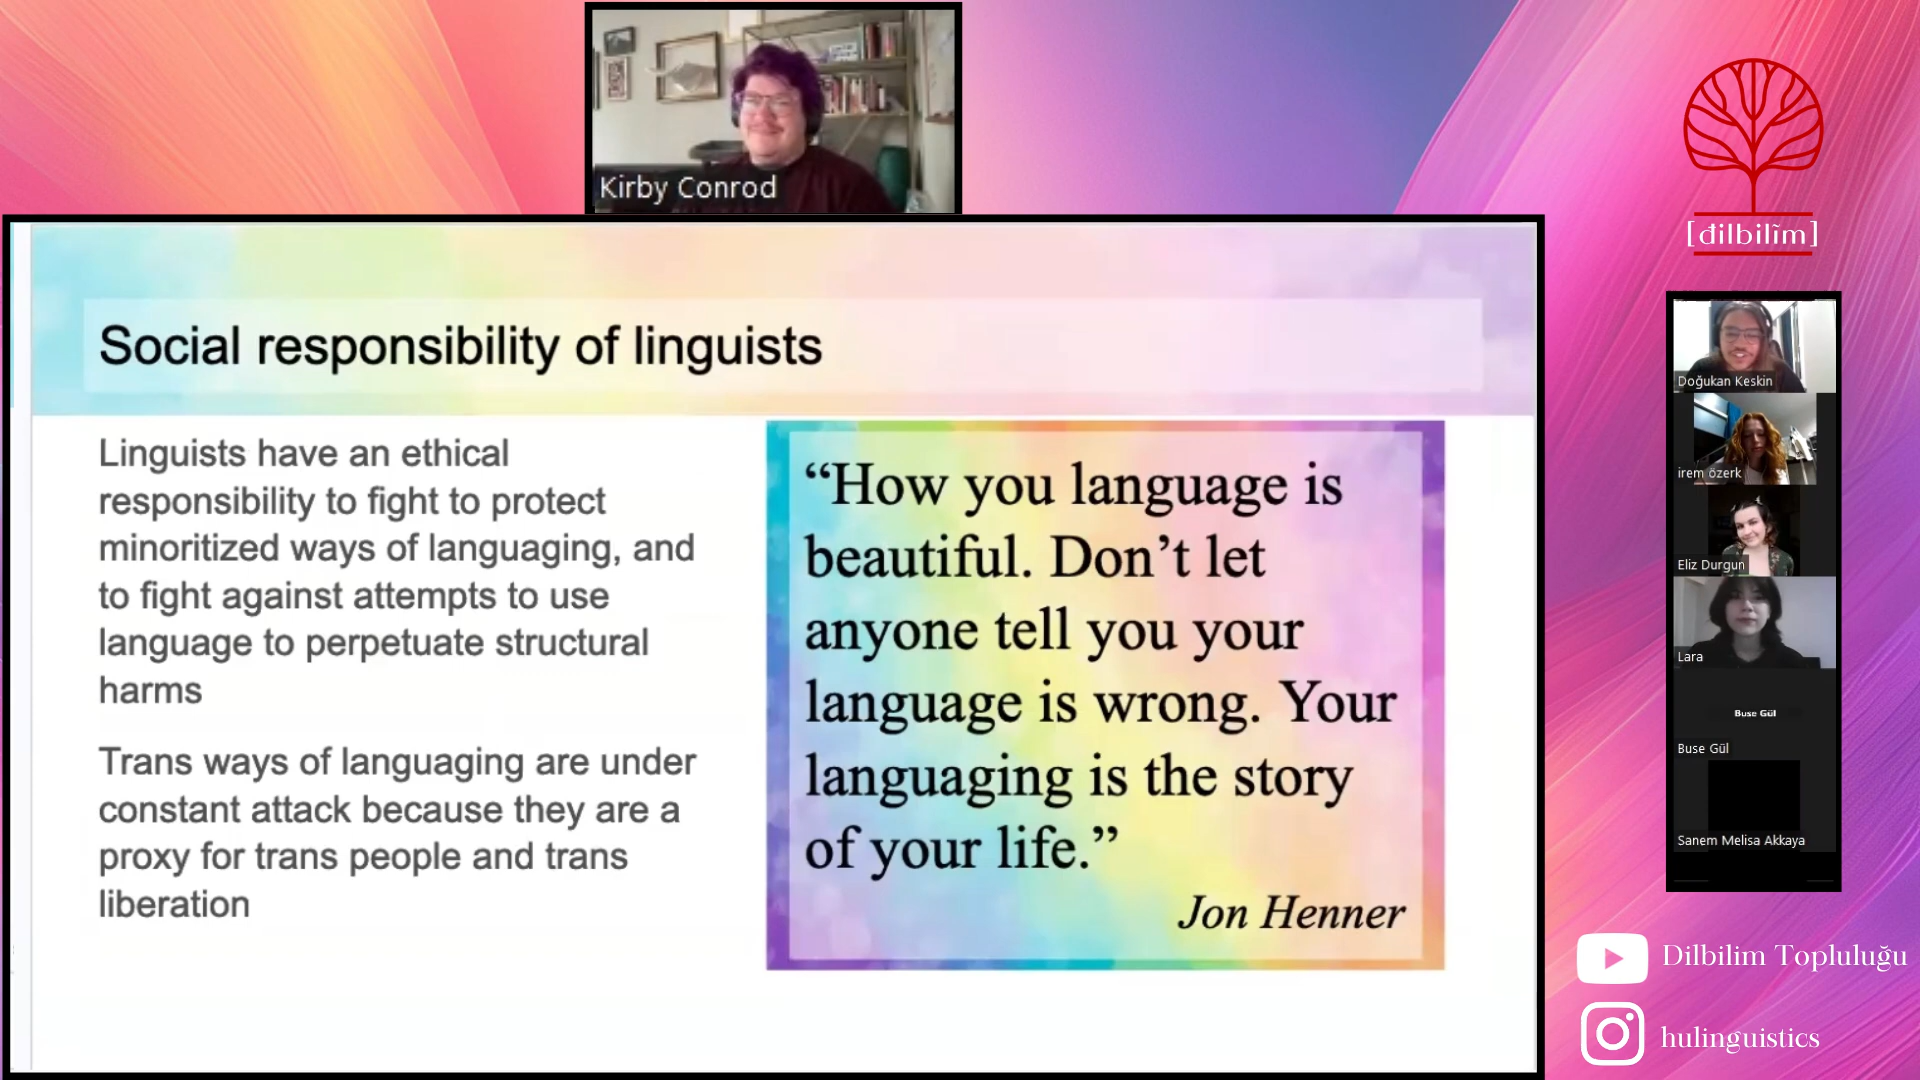 Kirby Conrod
[đilbilĩm]
Social responsibility of linguists
Linguists have an ethical
responsibility to fight to protect
minoritized ways of languaging, and
to fight against attempts to use
language to perpetuate structural
harms
Trans ways of languaging are under
constant attack because they are a
proxy for trans people and trans
liberation
“How you language is
beautiful. Don’t let
anyone tell you your
language is wrong. Your
languaging is the story
of your life.”
Jon Henner
Doğukan Keskin
irem özerk
Eliz Durgun
Lara
Buse Gül
Buse Gül
Sanem Melisa Akkaya
Dilbilim Topluluğu
hulinguistics